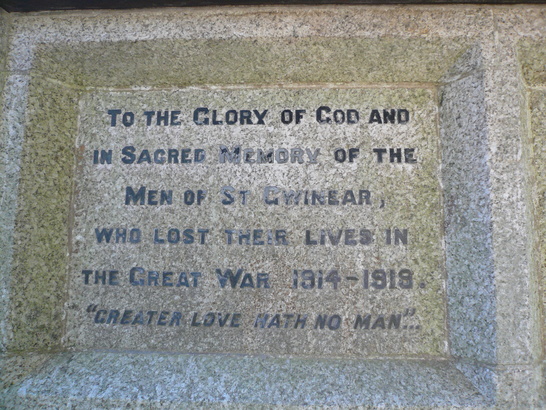 To the Glory of God and
in Sacred Memory of the
Men of St Gwinear,
who lost their lives in
the Great War 1914-1919.
"Greater love hath no man"...